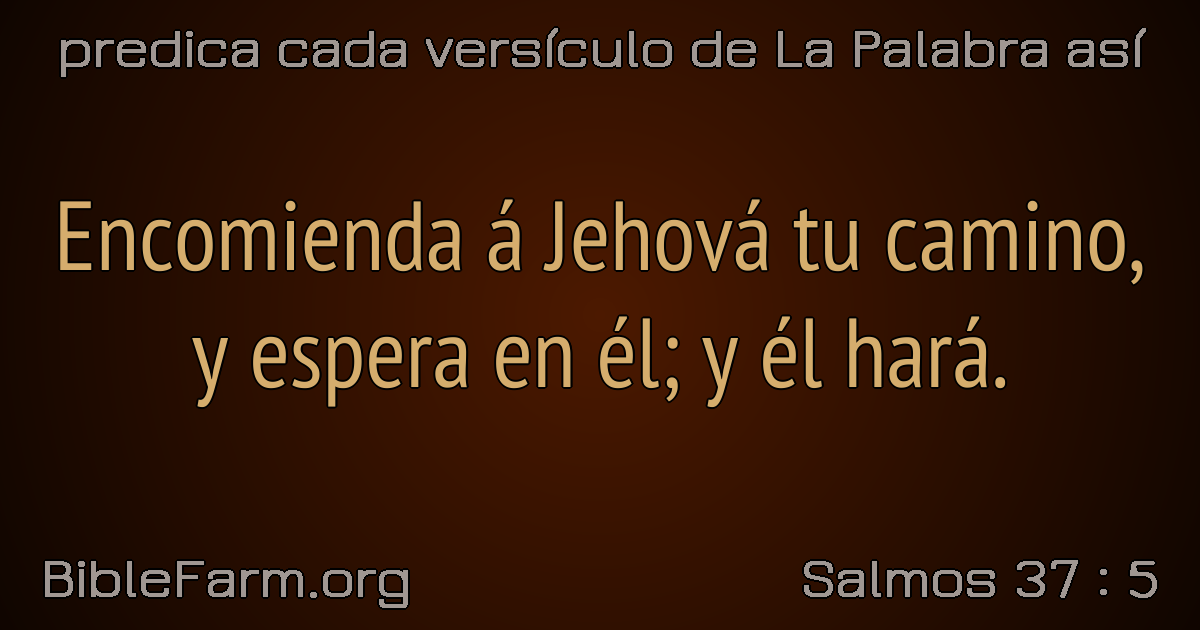 predica cada versículo de La Palabra así
Encomienda á Jehová tu camino,
y espera en él; y él hará.
BibleFarm.org
Salmos 37 : 5